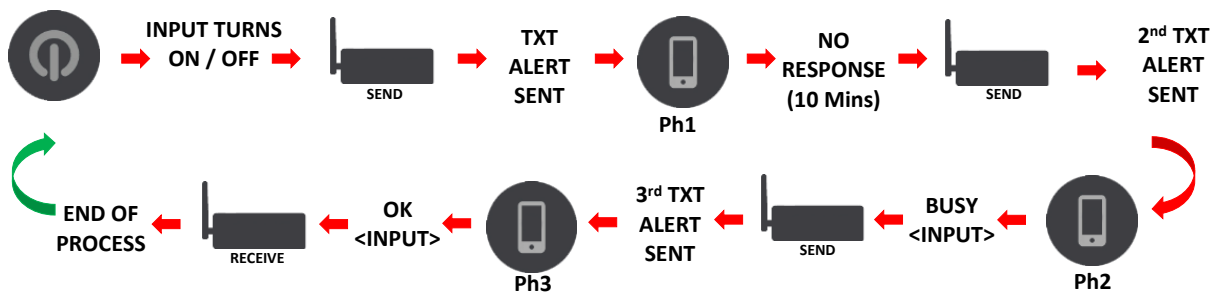 INPUT TURNS
ON / OFF
SEND
TXT
ALERT
SENT
Ph1
NO
RESPONSE
(10 Mins)
SEND
2nd TXT
ALERT
SENT
Ph2
BUSY
<INPUT>
SEND
3rd TXT
ALERT
SENT
Ph3
OK
<INPUT>
RECEIVE
END OF
PROCESS